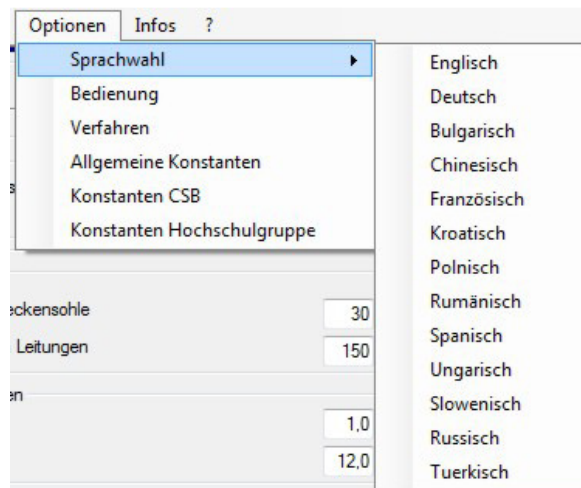 Optionen Infos ?
Sprachwahl
Bedienung
Verfahren
Allgemeine Konstanten
Konstanten CSB
Konstanten Hochschulgruppe
Englisch
Deutsch
Bulgarisch
Chinesisch
Französisch
Kroatisch
Polnisch
Rumänisch
Spanisch
Ungarisch
Slowenisch
Russisch
Tuerkisch
eckensohle 30
Leitungen 150
en
1,0
12,0